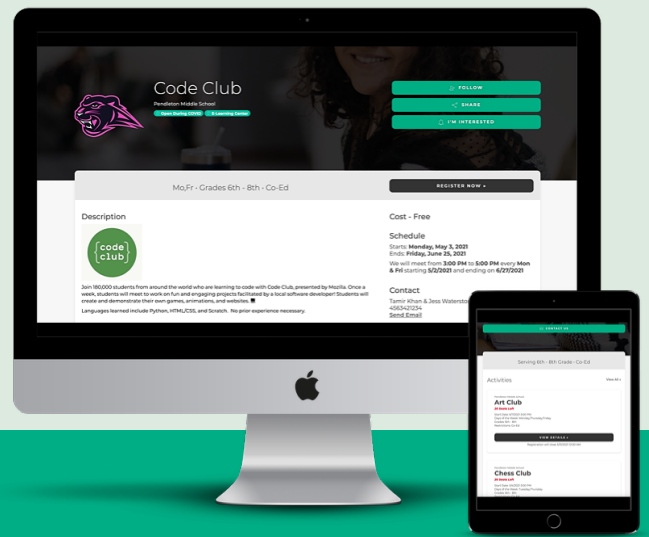 Code Club
Pendleton Middle School
Open During COVID
E-Learning Center
FOLLOW
SHARE
I'M INTERESTED
Mo,Fr • Grades 6th - 8th • Co-Ed
REGISTER NOW »
Description
{code
club}
Join 180,000 students from around the world who are learning to code with Code Club, presented by Mozilla. Once a
week, students will meet to work on fun and engaging projects facilitated by a local software developer! Students will
create and demonstrate their own games, animations, and websites.
Languages learned include Python, HTML/CSS, and Scratch. No prior experience necessary.
Cost - Free
Schedule
Starts: Monday, May 3, 2021
Ends: Friday, June 25, 2021
We will meet from 3:00 PM to 5:00 PM every Mon
& Fri starting 5/2/2021 and ending on 6/27/2021
Contact
Tamir Khan & Jess Waterston
4563421234
Send Email
CONTACT US
Serving 6th - 8th Grade • Co-Ed
Activities
View All »
Art Club
VIEW DETAILS »
Chess Club